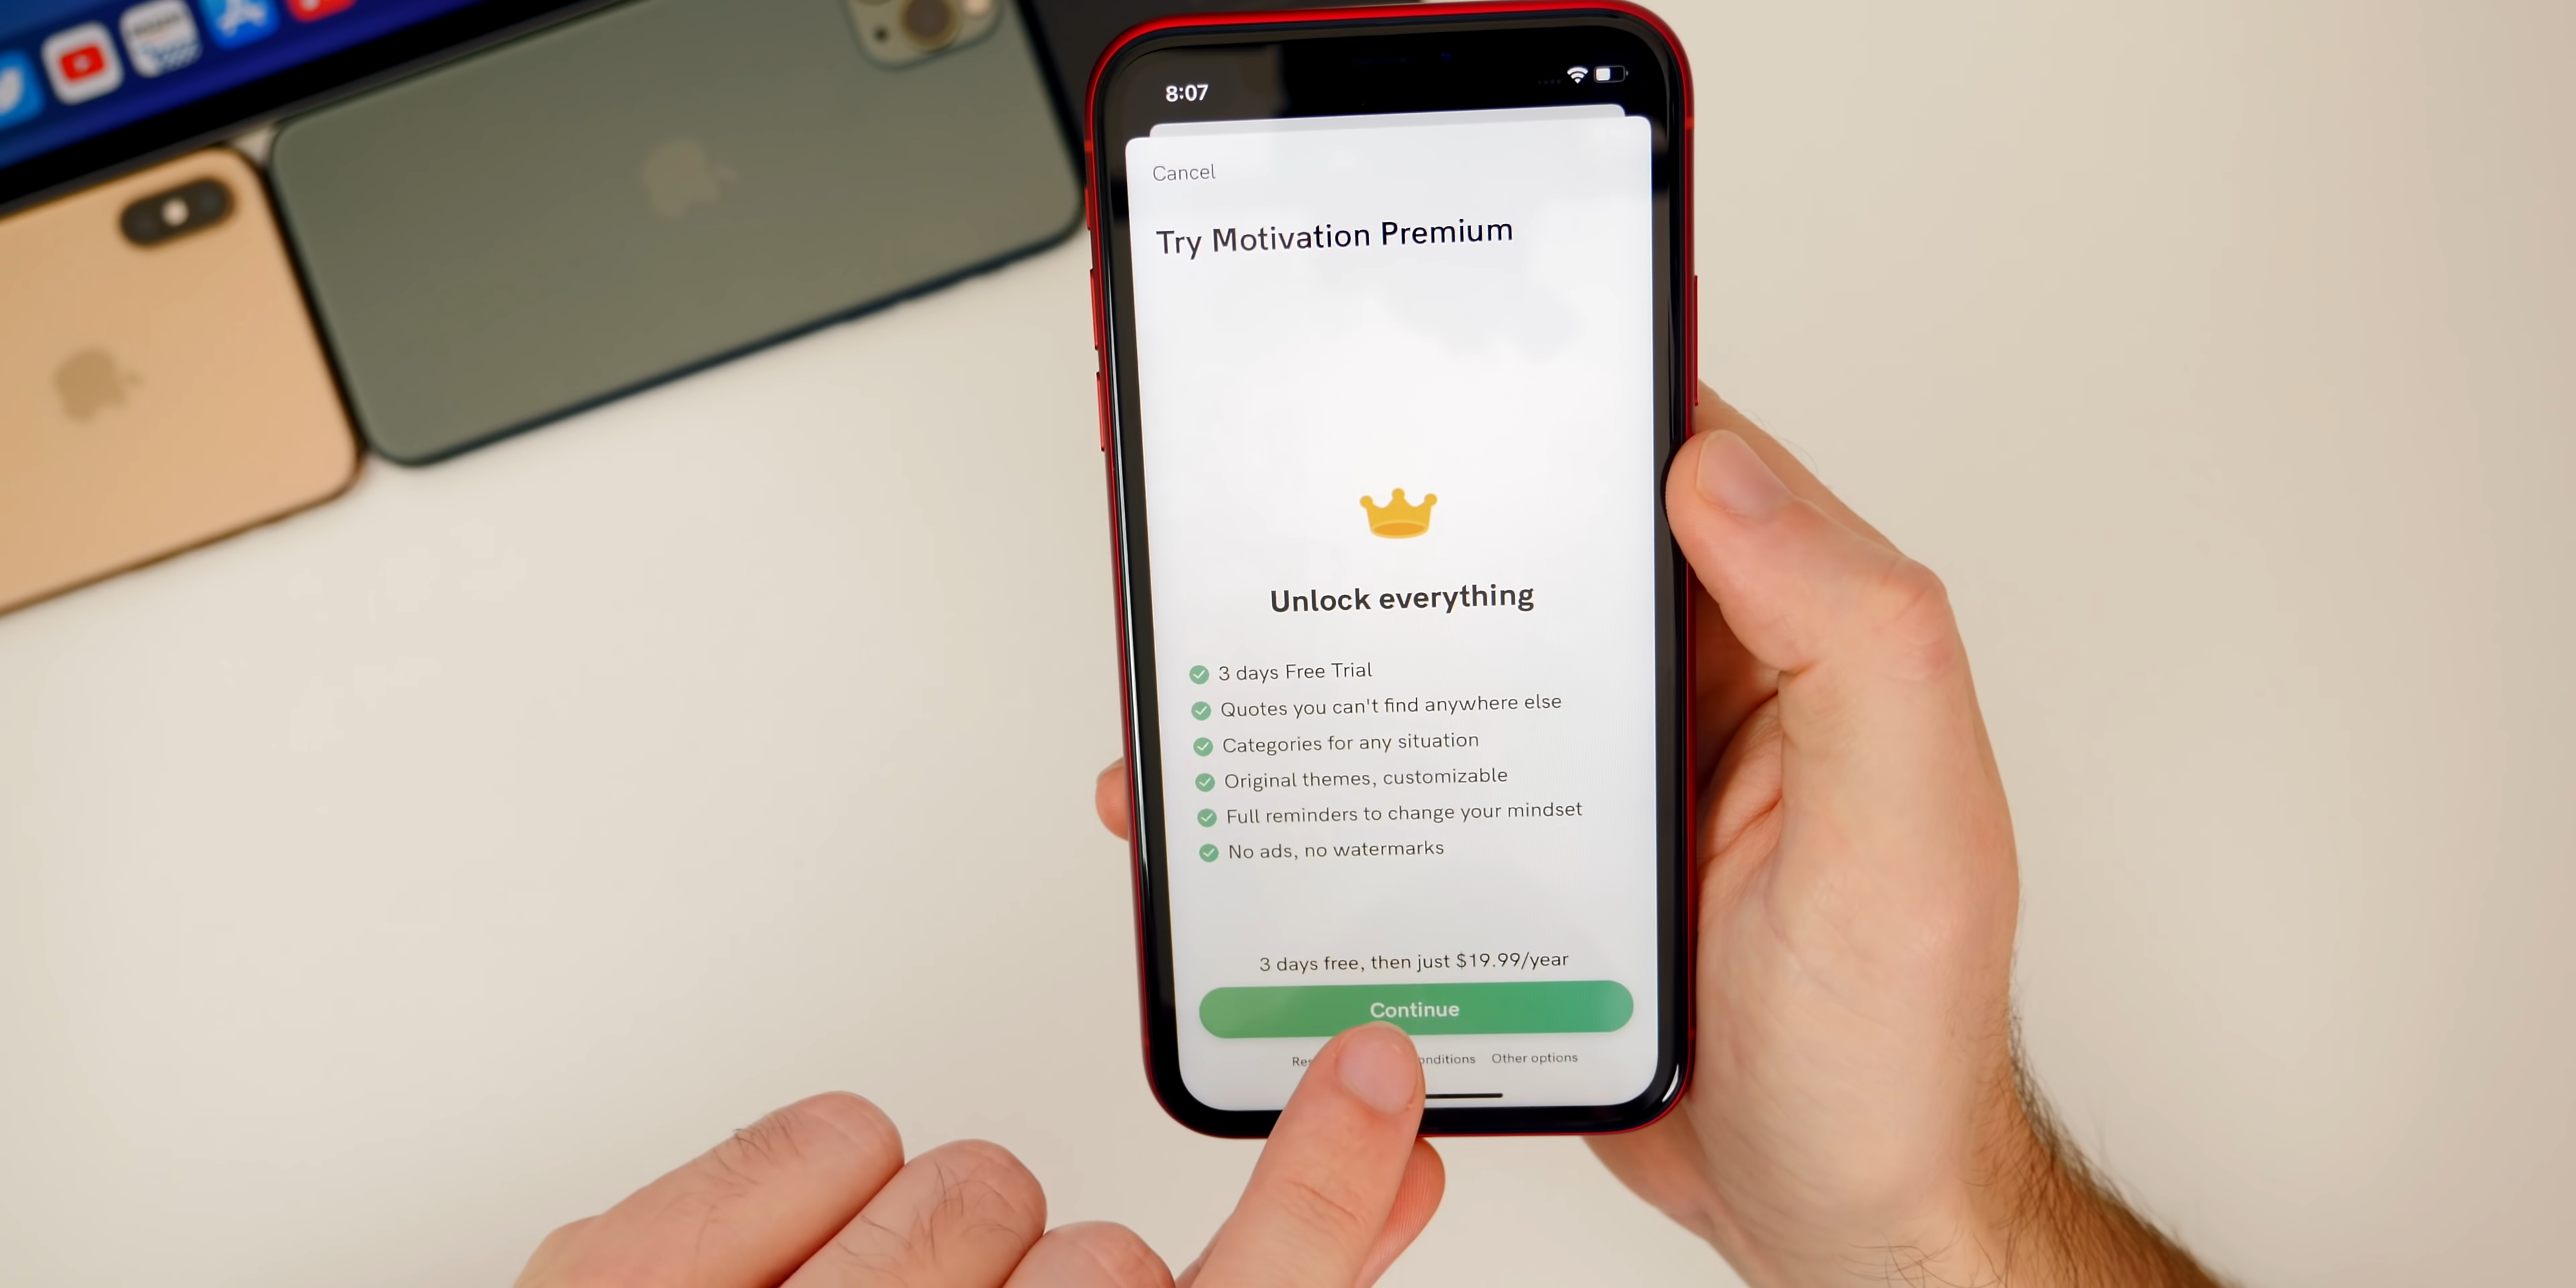 8:07
Cancel
Try Motivation Premium
Unlock everything
3 days Free Trial
Quotes you can't find anywhere else
Categories for any situation
Original themes, customizable
Full reminders to change your mindset
No ads, no watermarks
3 days free, then just $19.99/year
Continue
Other options